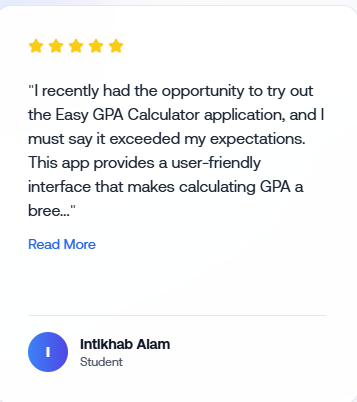 "I recently had the opportunity to try out
the Easy GPA Calculator application, and I
must say it exceeded my expectations.
This app provides a user-friendly
interface that makes calculating GPA a
bree..."
Read More
I
Intikhab Alam
Student